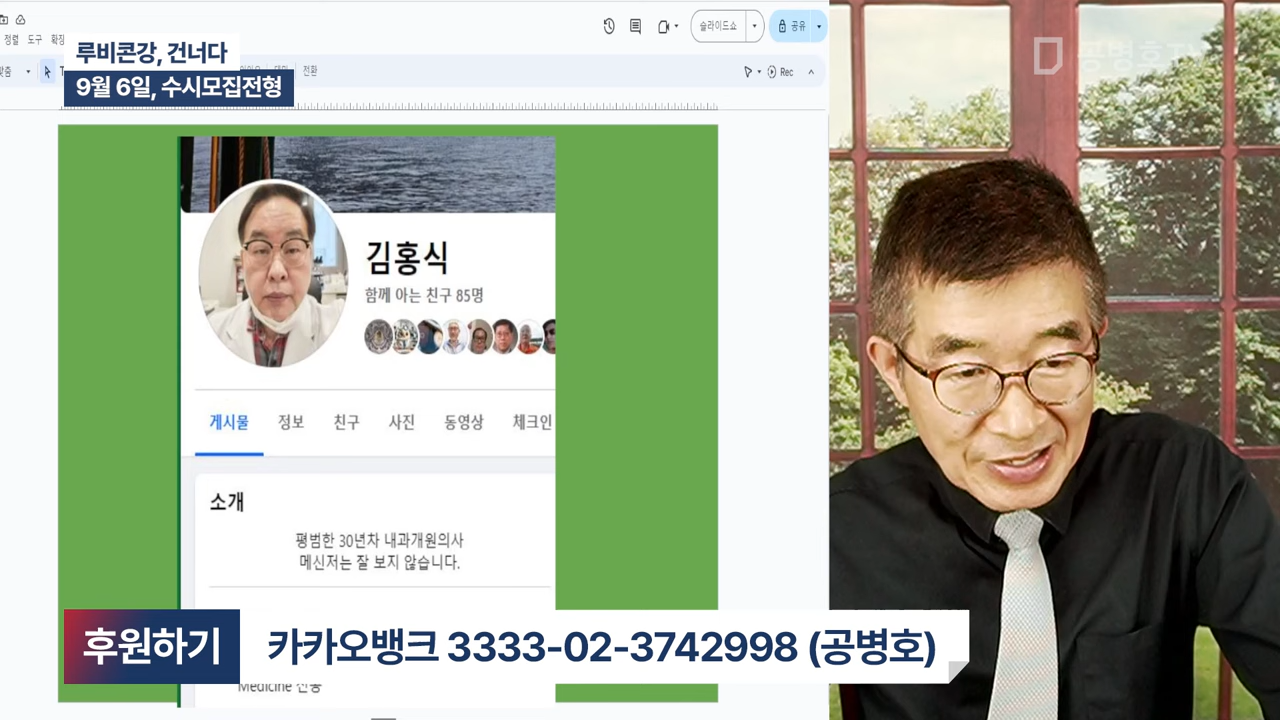 정렬 도구 확장
슬라이드쇼
공유
루비콘강, 건너다
9월 6일, 수시모집전형
전환
Rec
공병호TV
김홍식
함께 아는 친구 85명
게시물 정보 친구 사진 동영상 체크인
소개
평범한 30년차 내과개원의사
메신저는 잘 보지 않습니다.
후원하기
카카오뱅크 3333-02-3742998 (공병호)
Medicine 전공